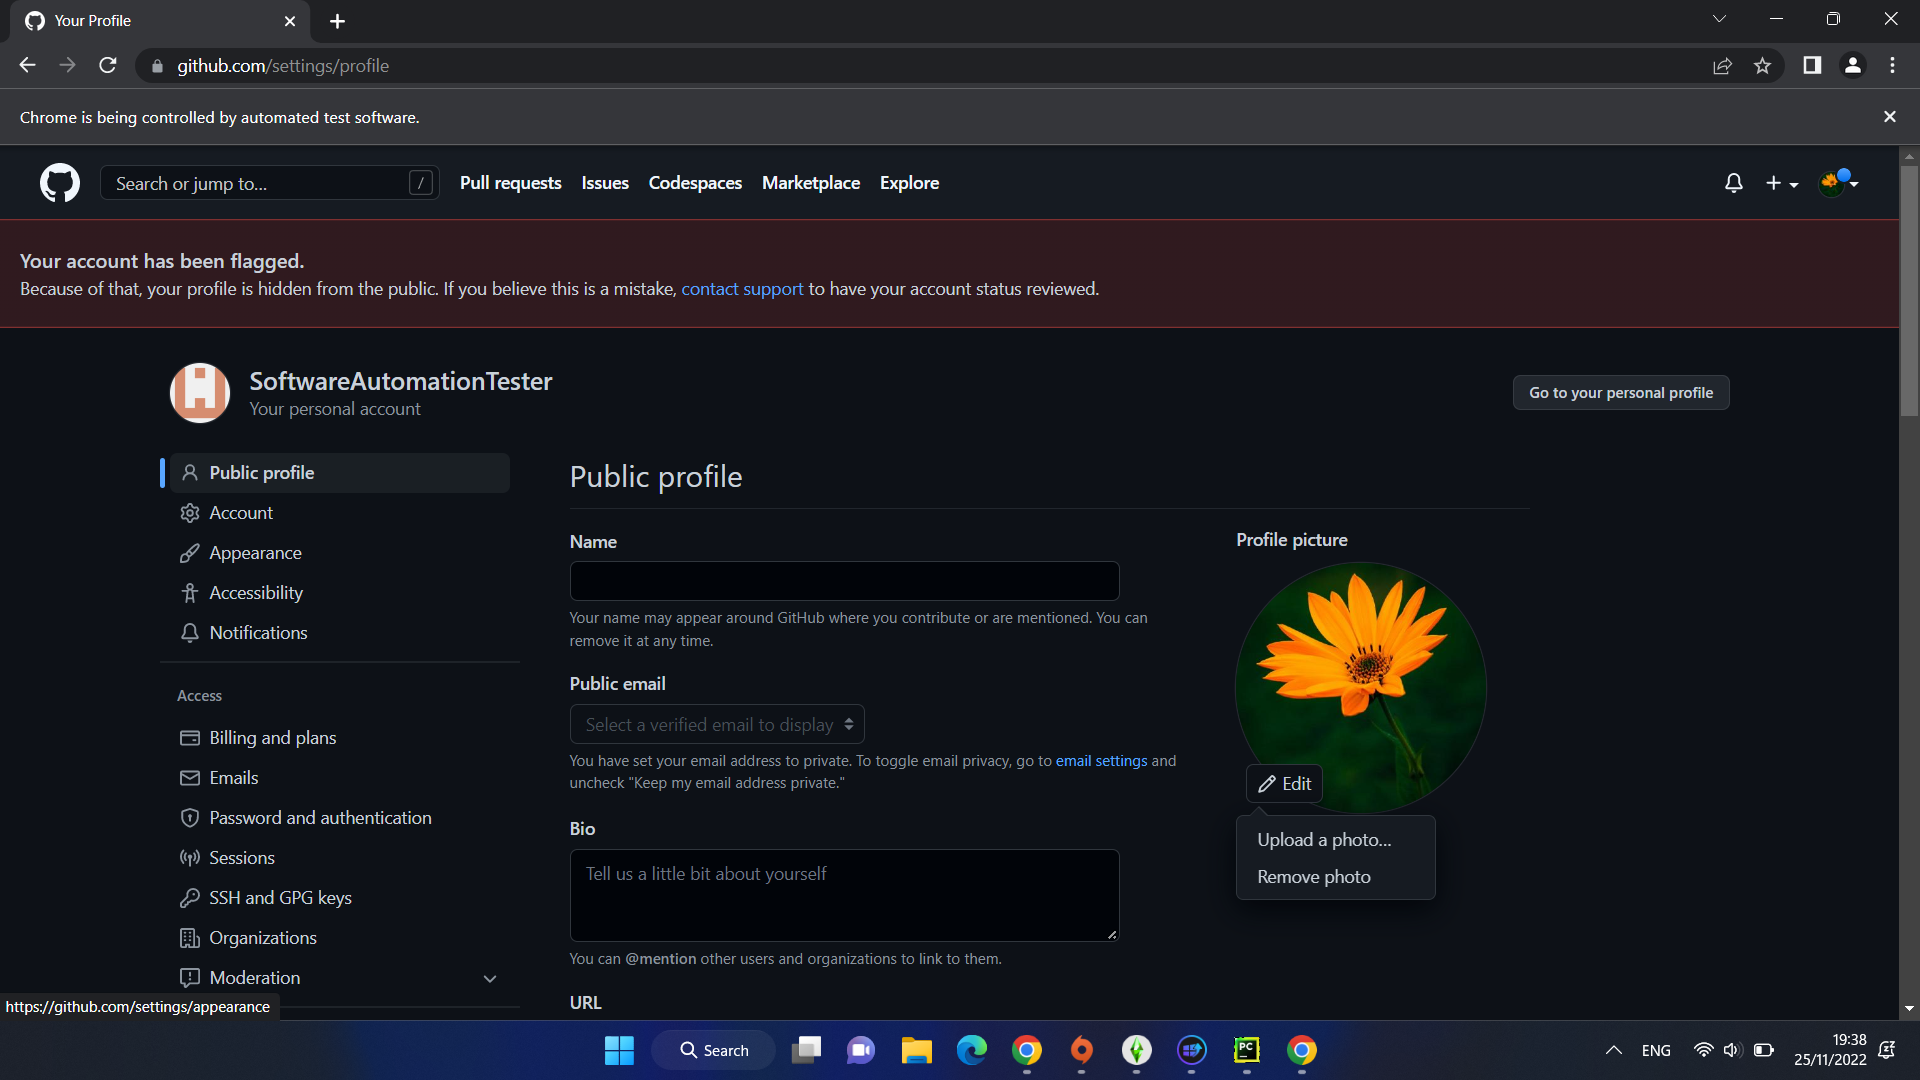 Your Profile
github.com/settings/profile
Chrome is being controlled by automated test software.
Search or jump to...
/
Pull requests
Issues
Codespaces
Marketplace
Explore
Your account has been flagged.
Because of that, your profile is hidden from the public. If you believe this is a mistake, contact support to have your account status reviewed.
SoftwareAutomationTester
Your personal account
Go to your personal profile
Public profile
Account
Appearance
Accessibility
Notifications
Access
Billing and plans
Emails
Password and authentication
Sessions
SSH and GPG keys
Organizations
Moderation
Public profile
Name
Your name may appear around GitHub where you contribute or are mentioned. You can
remove it at any time.
Public email
Select a verified email to display
You have set your email address to private. To toggle email privacy, go to email settings and
uncheck "Keep my email address private."
Bio
Tell us a little bit about yourself
You can @mention other users and organizations to link to them.
URL
Profile picture
Edit
Upload a photo...
Remove photo
https://github.com/settings/appearance
Search
PC
ENG
19:38
25/11/2022